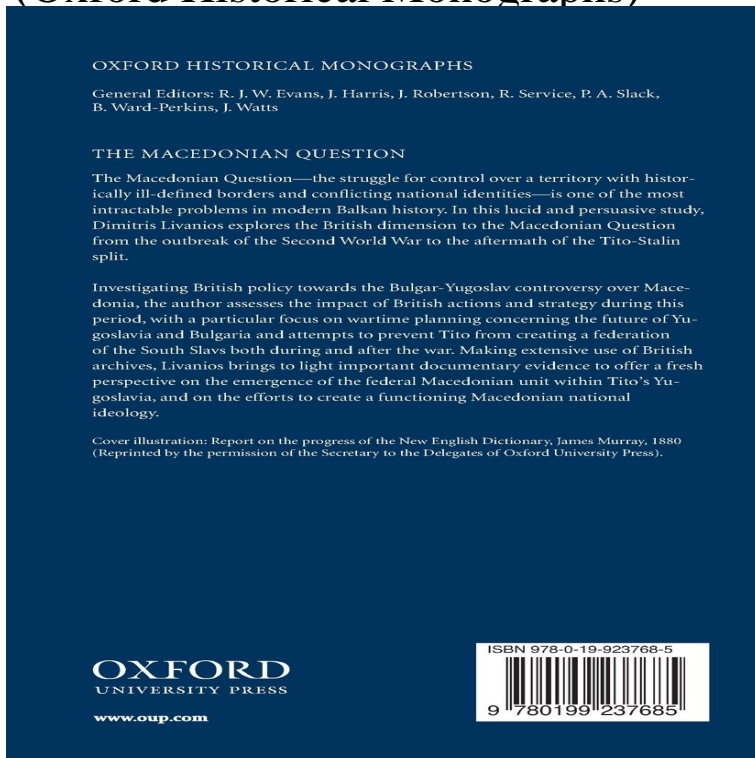 (Oxford Historical Monographs)
OXFORD HISTORICAL MONOGRAPHS
General Editors: R. J. W. Evans, J. Harris, J. Robertson, R. Service, P. A. Slack,
B. Ward-Perkins, J. Watts
THE MACEDONIAN QUESTION
The Macedonian Question—the struggle for control over a territory with histor-
ically ill-defined borders and conflicting national identities—is one of the most
intractable problems in modern Balkan history. In this lucid and persuasive study,
Dimitris Livanios explores the British dimension to the Macedonian Question
from the outbreak of the Second World War to the aftermath of the Tito-Stalin
split.
Investigating British policy towards the Bulgar-Yugoslav controversy over Mace-
donia, the author assesses the impact of British actions and strategy during this
period, with a particular focus on wartime planning concerning the future of Yu-
goslavia and Bulgaria and attempts to prevent Tito from creating a federation
of the South Slavs both during and after the war. Making extensive use of British
archives, Livanios brings to light important documentary evidence to offer a fresh
perspective on the emergence of the federal Macedonian unit within Tito's Yu-
goslavia, and on the efforts to create a functioning Macedonian national
ideology.
Cover illustration: Report on the progress of the New English Dictionary, James Murray, 1880
(Reprinted by the permission of the Secretary to the Delegates of Oxford University Press).
OXFORD
UNIVERSITY PRESS
www.oup.com
ISBN 978-0-19-923768-5
9 780199 237685